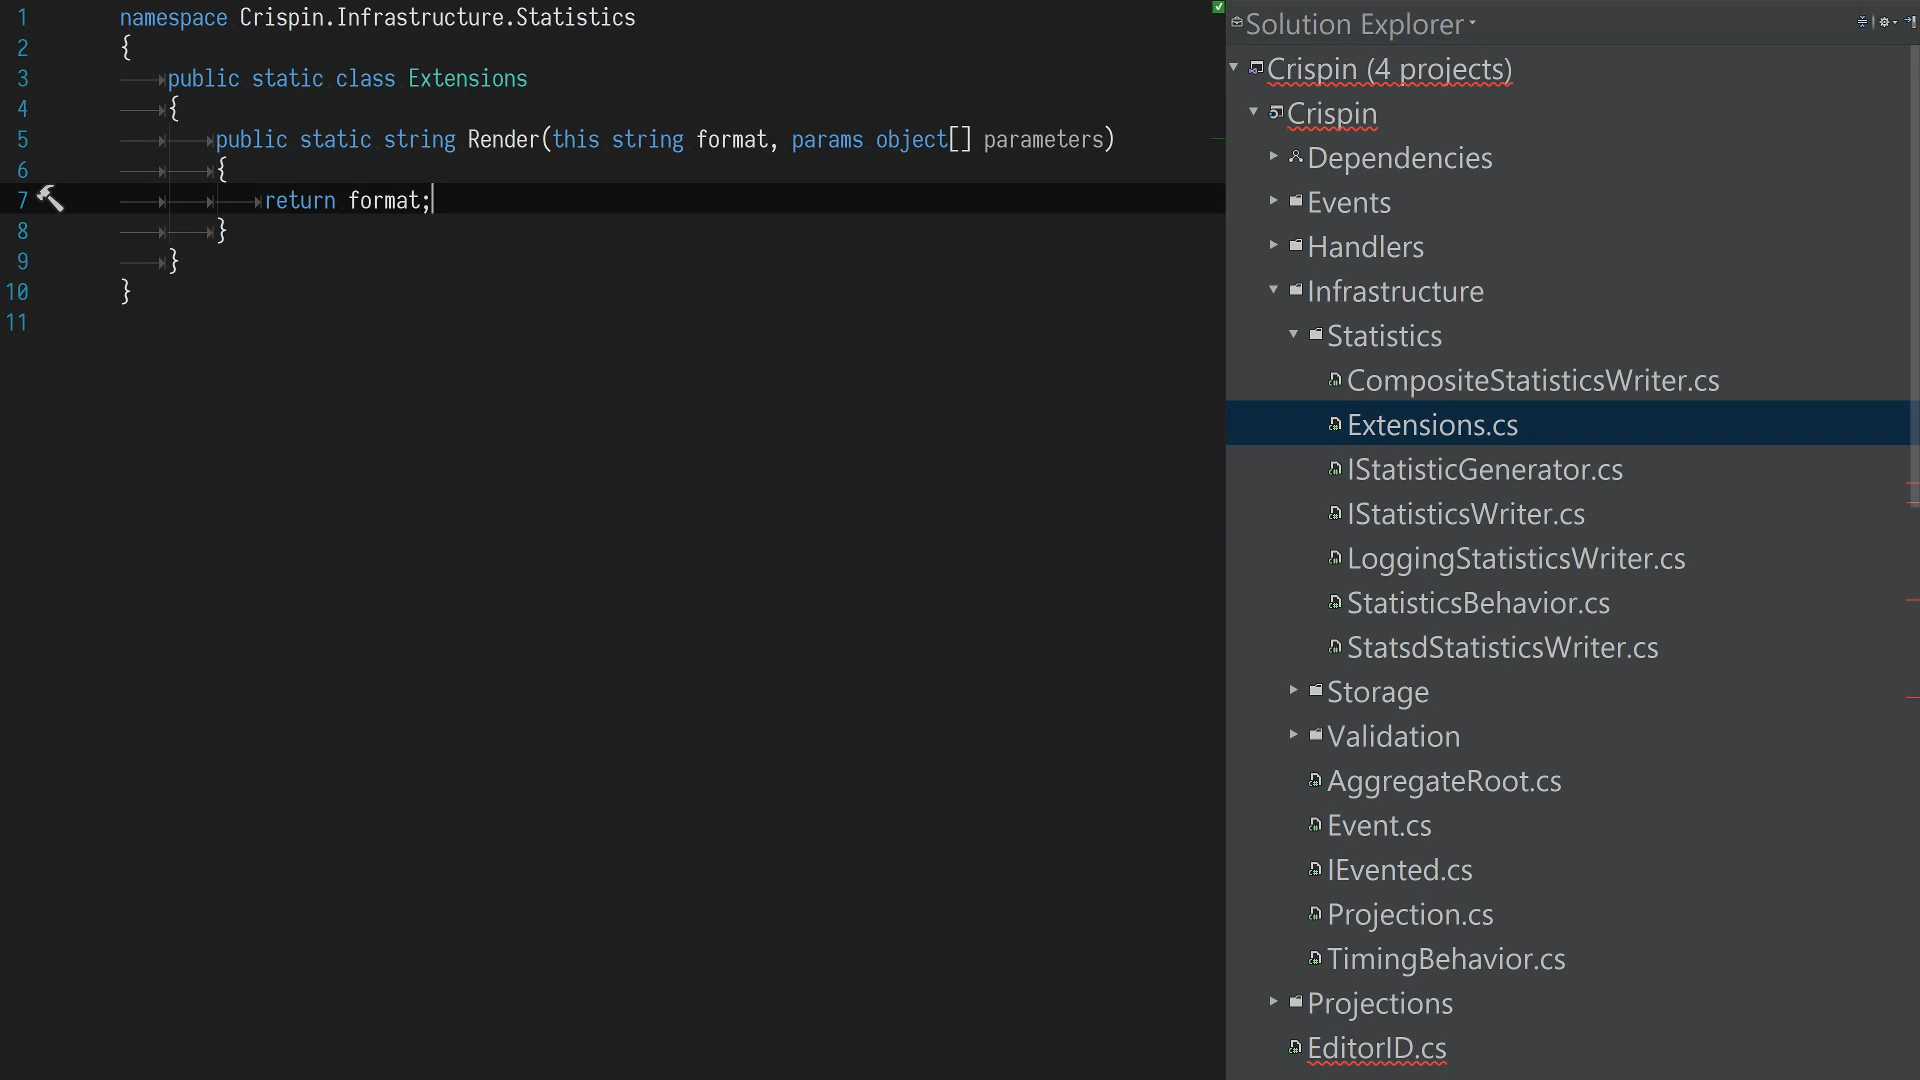 1 namespace Crispin.Infrastructure.Statistics
2 {
3 public static class Extensions
4 {
5 public static string Render(this string format, params object[] parameters)
6 {
7 return format;
8 }
9 }
10 }
11
Solution Explorer
Crispin (4 projects)
Crispin
Dependencies
Events
Handlers
Infrastructure
Statistics
CompositeStatisticsWriter.cs
Extensions.cs
IStatisticGenerator.cs
IStatisticsWriter.cs
LoggingStatisticsWriter.cs
StatisticsBehavior.cs
StatsdStatisticsWriter.cs
Storage
Validation
AggregateRoot.cs
Event.cs
IEvented.cs
Projection.cs
TimingBehavior.cs
Projections
EditorID.cs